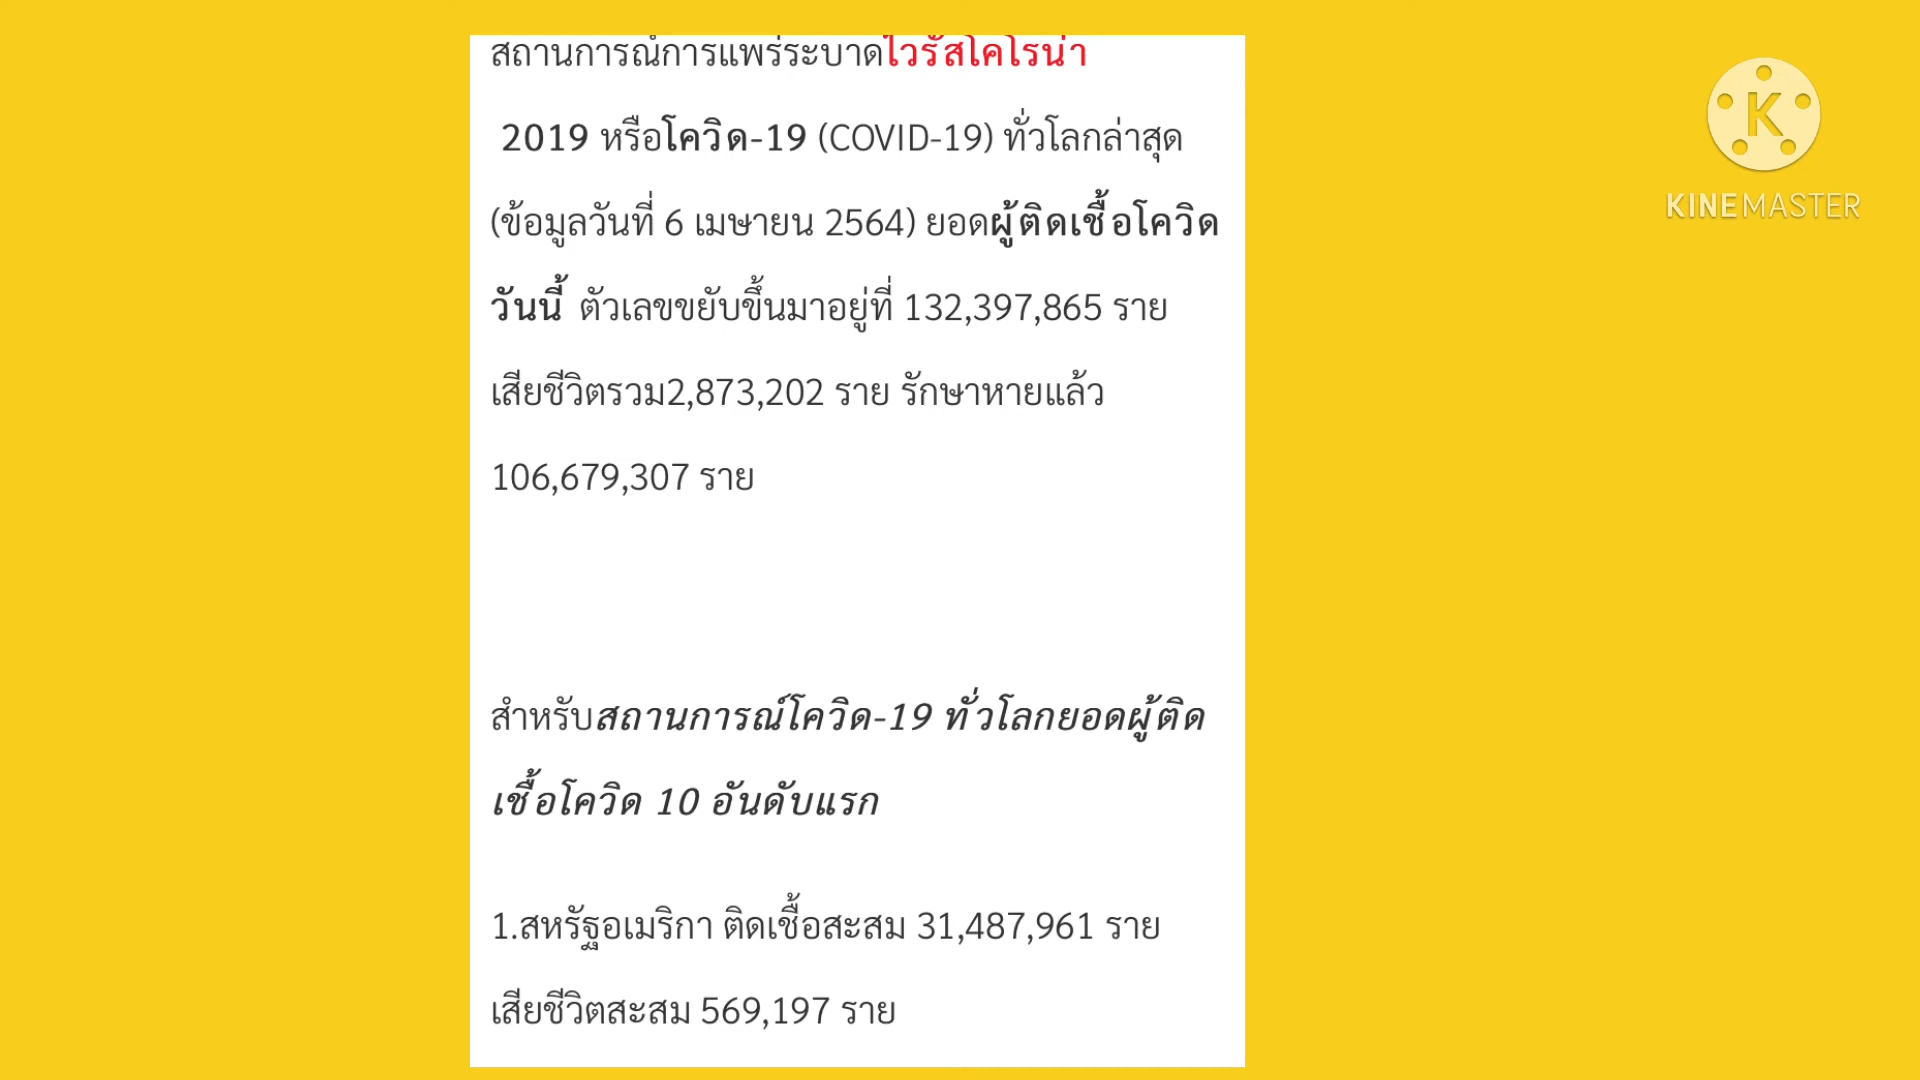 สถานการณ์การแพร่ระบาดไวรัสโคโรน่า
2019 หรือโควิด-19 (COVID-19) ทั่วโลกล่าสุด
(ข้อมูลวันที่ 6 เมษายน 2564) ยอดผู้ติดเชื้อโควิด
วันนี้ ตัวเลขขยับขึ้นมาอยู่ที่ 132,397,865 ราย
เสียชีวิตรวม2,873,202 ราย รักษาหายแล้ว
106,679,307 ราย
สำหรับสถานการณ์โควิด-19 ทั่วโลกยอดผู้ติด
เชื้อโควิด 10 อันดับแรก
1.สหรัฐอเมริกา ติดเชื้อสะสม 31,487,961 ราย
เสียชีวิตสะสม 569,197 ราย
K
KINEMASTER